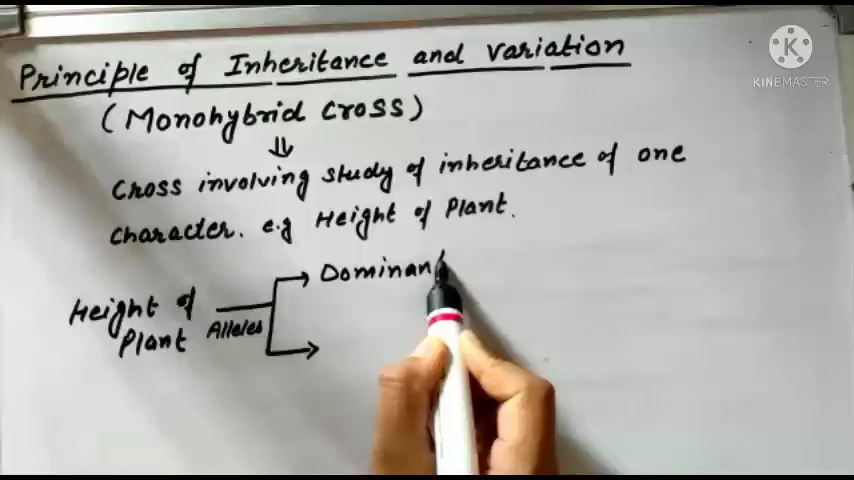 Principle of Inheritance and variation
(Monohybrid cross)
Cross involving study of inheritance of one
character. e.g Height of Plant.
Height of
Plant
Alleles
Dominan
K
KINEMASTER